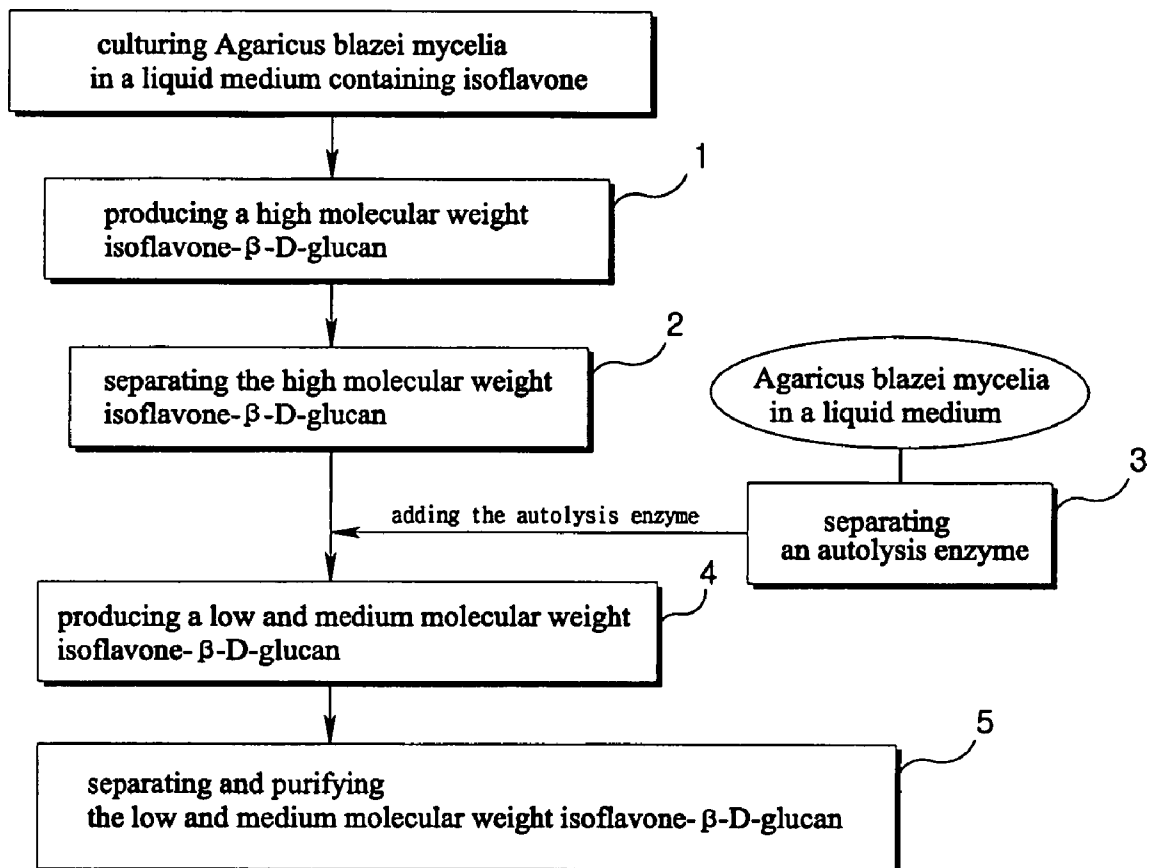 culturing Agaricus blazei mycelia
in a liquid medium containing isoflavone
1
producing a high molecular weight
isoflavone-β-D-glucan
2
separating the high molecular weight
isoflavone-β-D-glucan
Agaricus blazei mycelia
in a liquid medium
3
adding the autolysis enzyme
separating
an autolysis enzyme
4
producing a low and medium molecular weight
isoflavone-β-D-glucan
5
separating and purifying
the low and medium molecular weight isoflavone-β-D-glucan